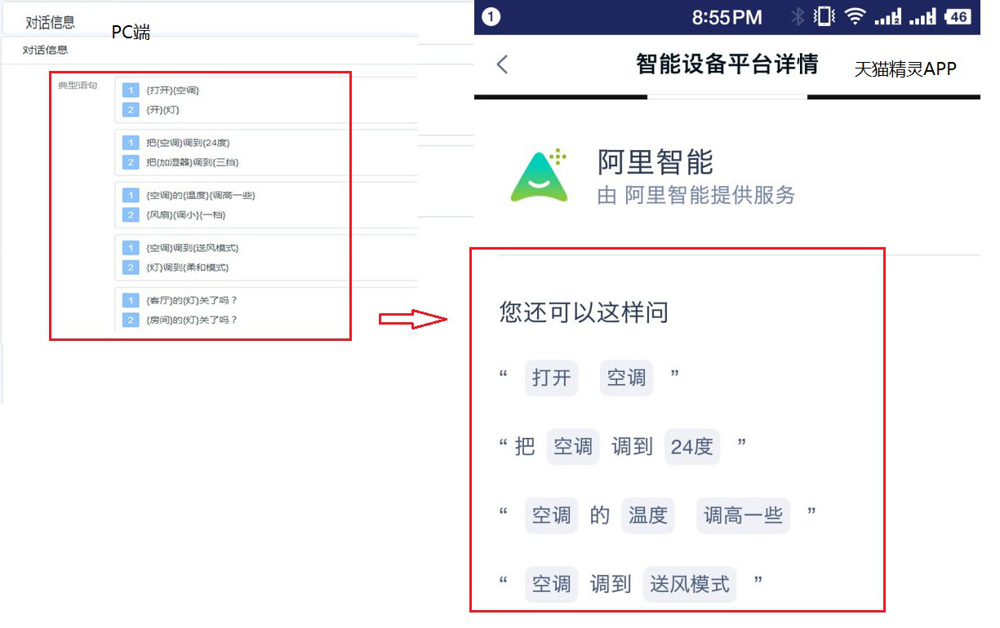 对话信息
PC端
对话信息
典型语句
1 {打开}{空调}
2 {开}{灯}
1 把{空调}调到{24度}
2 把{加湿器}调到{三挡}
1 {空调}的{温度}{调高一些}
2 {风扇}{调小}{一档}
1 {空调}调到{送风模式}
2 {灯}调到{柔和模式}
1 {客厅}的{灯}关了吗？
2 {房间}的{灯}关了吗？
1 8:55PM 2 1 46
智能设备平台详情
天猫精灵APP
阿里智能
由 阿里智能提供服务
您还可以这样问
“ 打开 空调 ”
“ 把 空调 调到 24度 ”
“ 空调 的 温度 调高一些 ”
“ 空调 调到 送风模式 ”